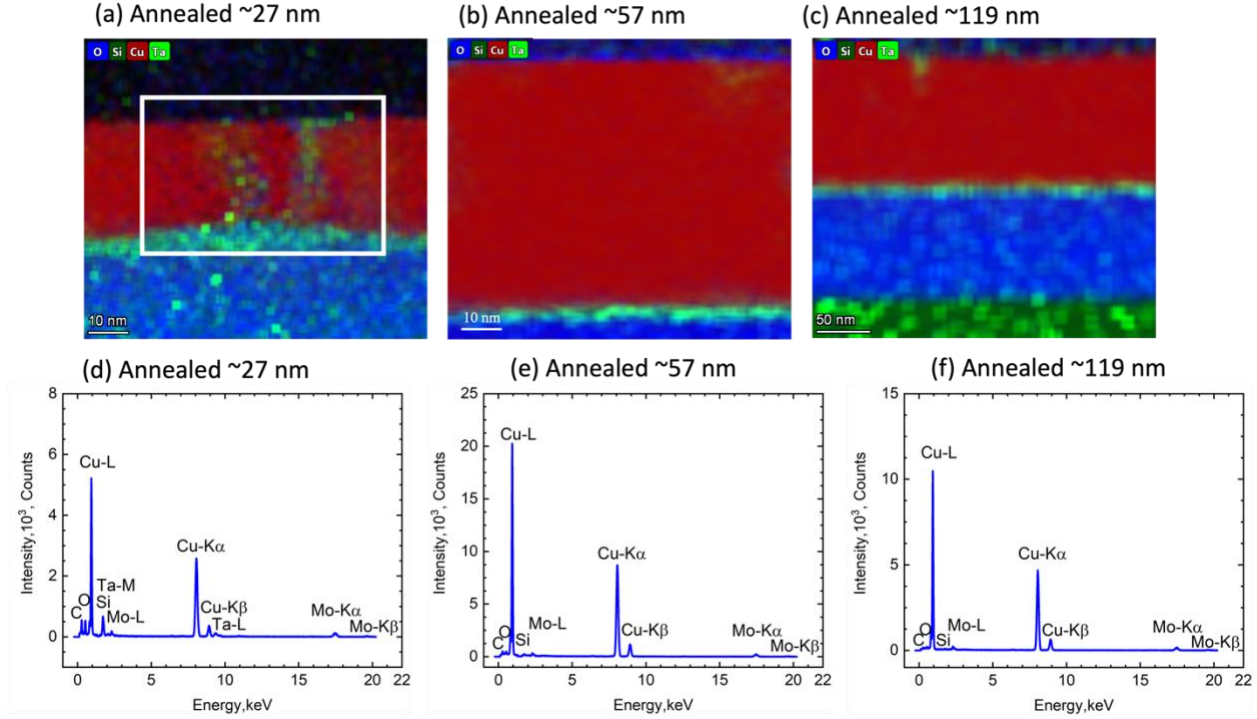 (a) Annealed ~27 nm
(b) Annealed ~57 nm
(c) Annealed ~119 nm
O Si Cu Ta
O Si Cu Ta
O Si Cu Ta
10 nm
10 nm
50 nm
(d) Annealed ~27 nm
(e) Annealed ~57 nm
(f) Annealed ~119 nm
Intensity,10³, Counts
8
6
4
2
0
Cu-L
Ta-M
O
Si
C
Mo-L
Cu-Kα
Cu-Kβ
Ta-L
Mo-Kα
Mo-Kβ
0 5 10 15 20 22
Energy,keV
Intensity,10³, Counts
25
20
15
10
5
0
Cu-L
O
C
Si
Mo-L
Cu-Kα
Cu-Kβ
Mo-Kα
Mo-Kβ
0 5 10 15 20 22
Energy,keV
Intensity,10³, Counts
15
10
5
0
Cu-L
O
C
Si
Mo-L
Cu-Kα
Cu-Kβ
Mo-Kα
Mo-Kβ
0 5 10 15 20 22
Energy,keV